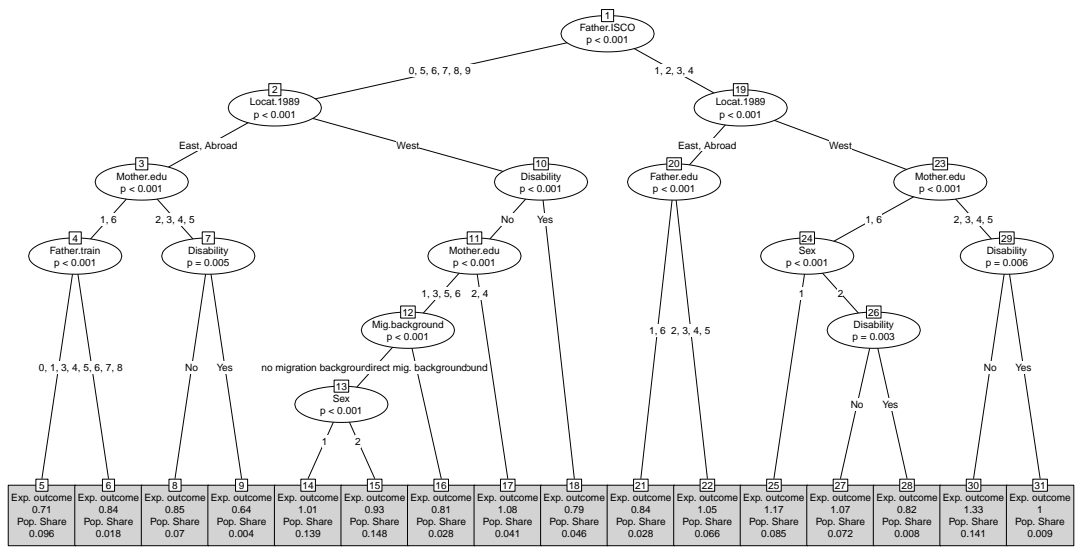 1
Father.ISCO
p < 0.001
0, 5, 6, 7, 8, 9
1, 2, 3, 4
2
Locat.1989
p < 0.001
19
Locat.1989
p < 0.001
East, Abroad
West
East, Abroad
West
3
Mother.edu
p < 0.001
10
Disability
p < 0.001
20
Father.edu
p < 0.001
23
Mother.edu
p < 0.001
1, 6
2, 3, 4, 5
No
Yes
1, 6
2, 3, 4, 5
4
Father.train
p < 0.001
7
Disability
p = 0.005
11
Mother.edu
p < 0.001
24
Sex
p < 0.001
29
Disability
p = 0.006
1, 3, 5, 6
2, 4
1
2
12
Mig.background
p < 0.001
26
Disability
p = 0.003
1, 6
2, 3, 4, 5
0, 1, 3, 4, 5, 6, 7, 8
No
Yes
no migration backgrourdirect mig. backgroundbund
No
Yes
13
Sex
p < 0.001
No
Yes
1
2
5
Exp. outcome
0.71
Pop. Share
0.096
6
Exp. outcome
0.84
Pop. Share
0.018
8
Exp. outcome
0.85
Pop. Share
0.07
9
Exp. outcome
0.64
Pop. Share
0.004
14
Exp. outcome
1.01
Pop. Share
0.139
15
Exp. outcome
0.93
Pop. Share
0.148
16
Exp. outcome
0.81
Pop. Share
0.028
17
Exp. outcome
1.08
Pop. Share
0.041
18
Exp. outcome
0.79
Pop. Share
0.046
21
Exp. outcome
0.84
Pop. Share
0.028
22
Exp. outcome
1.05
Pop. Share
0.066
25
Exp. outcome
1.17
Pop. Share
0.085
27
Exp. outcome
1.07
Pop. Share
0.072
28
Exp. outcome
0.82
Pop. Share
0.008
30
Exp. outcome
1.33
Pop. Share
0.141
31
Exp. outcome
1
Pop. Share
0.009